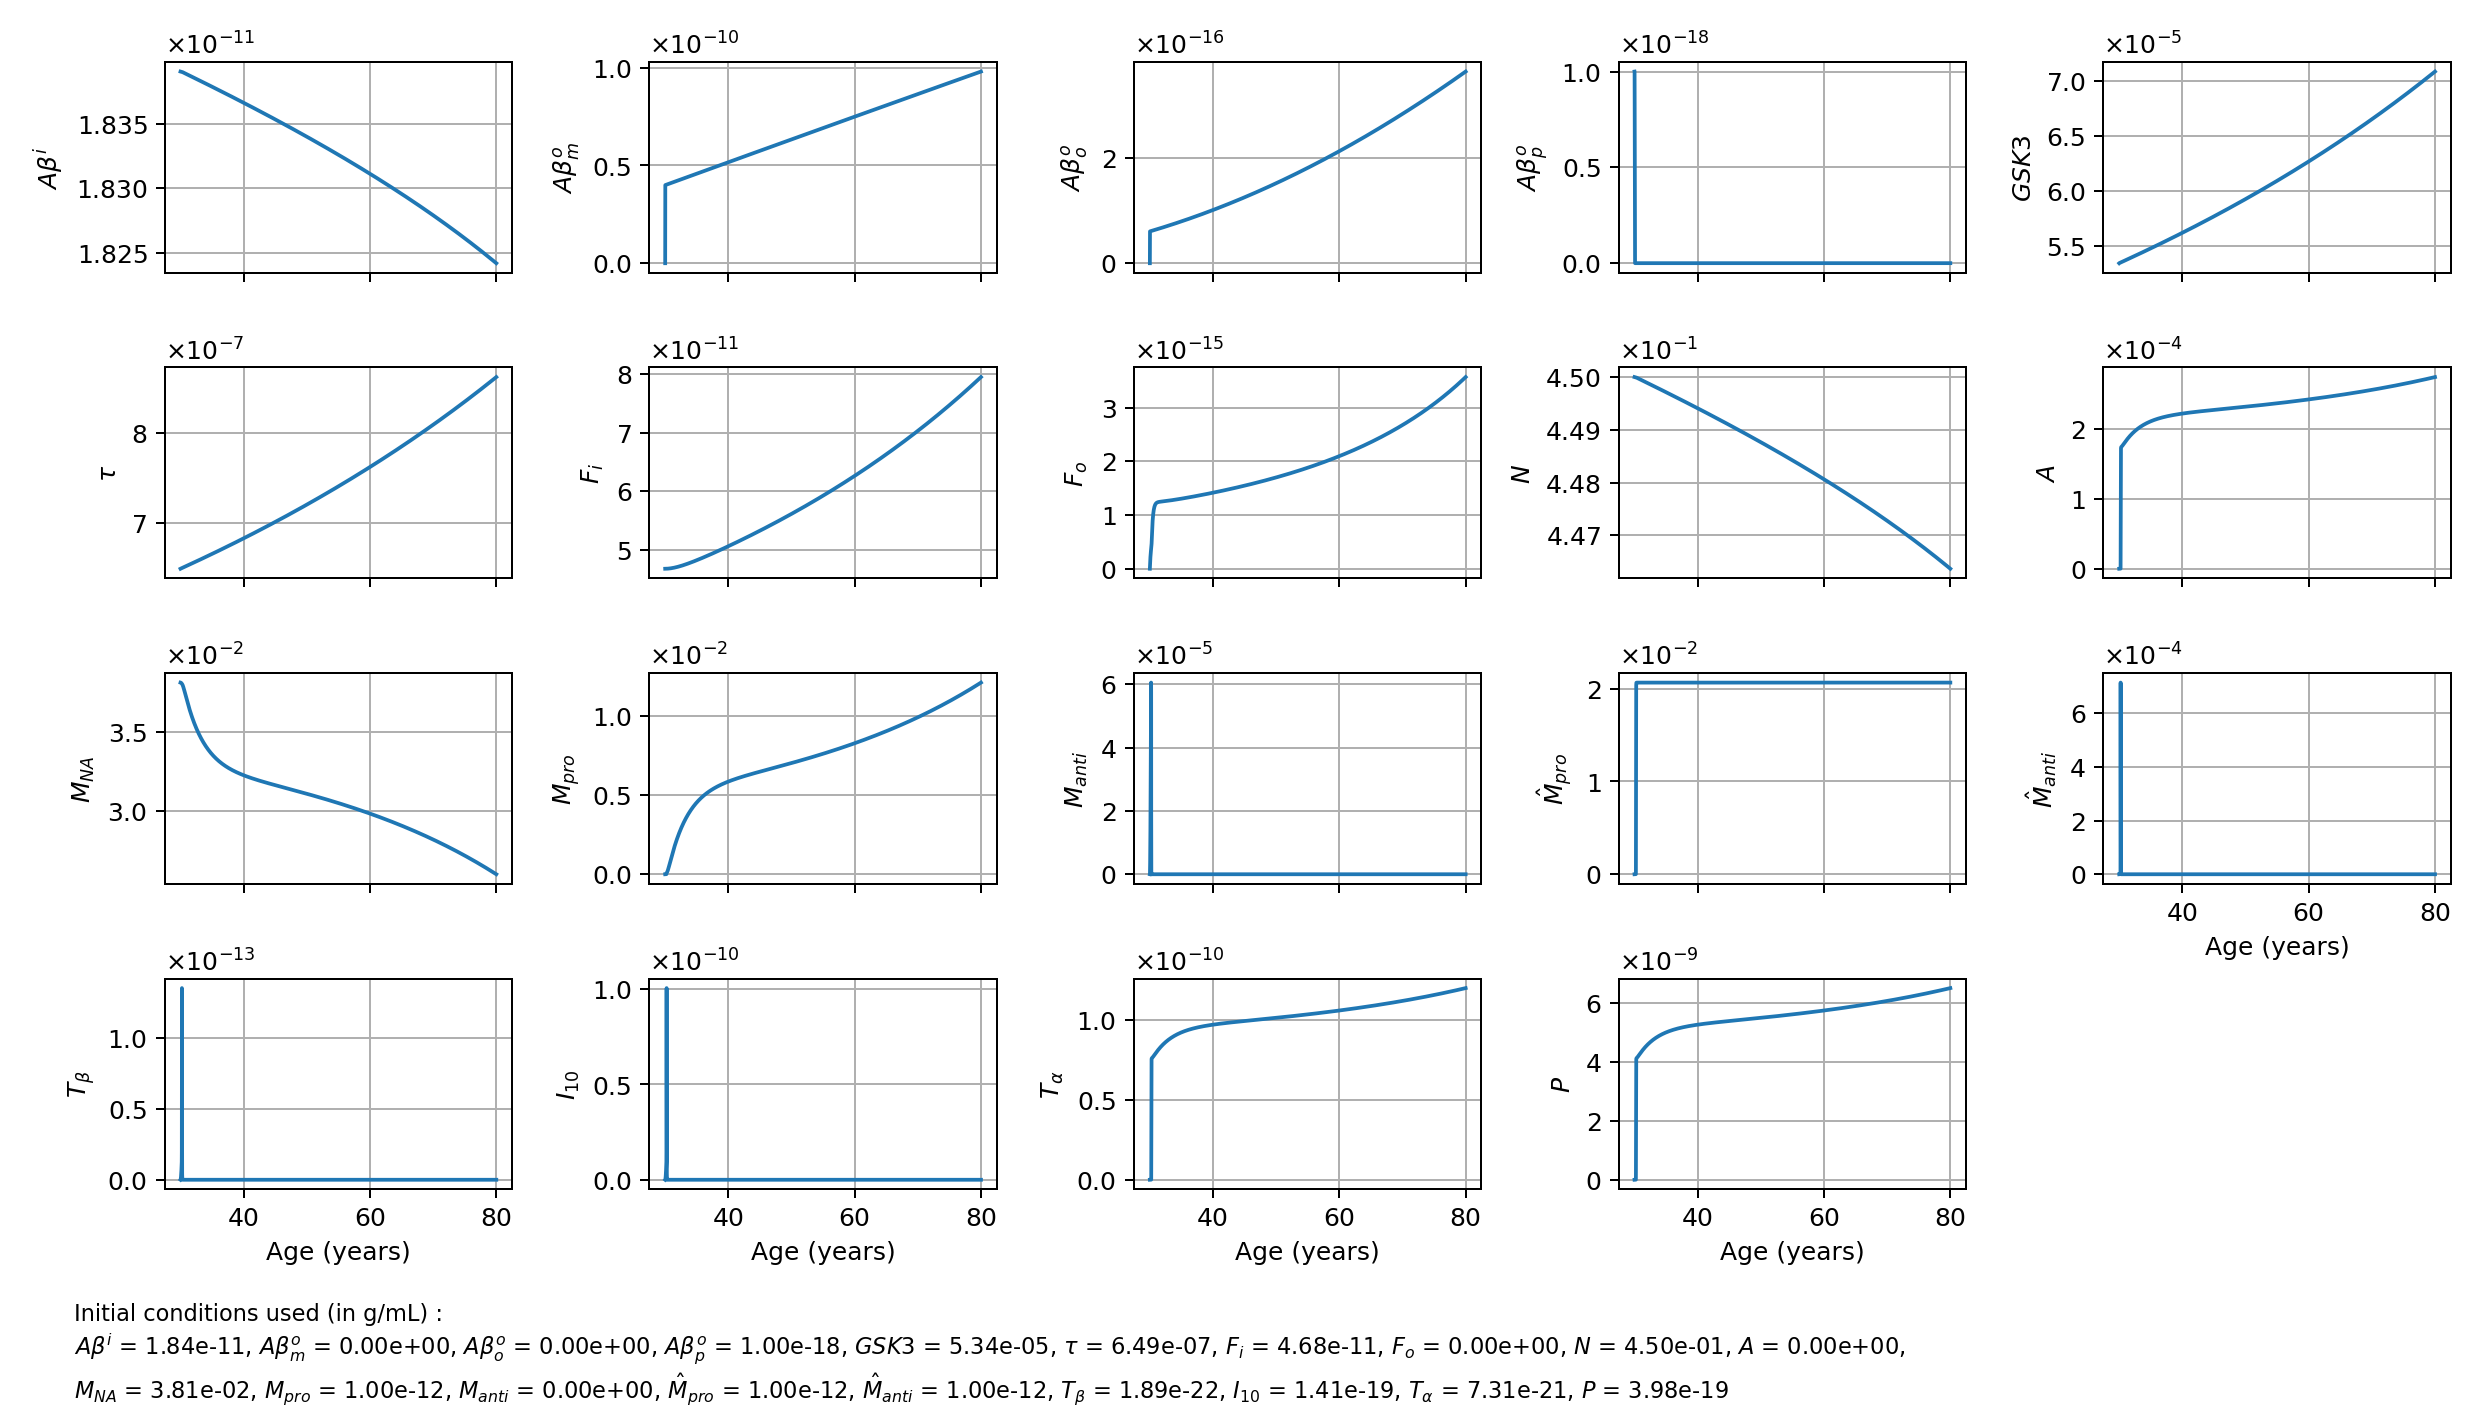 ×10⁻¹¹ ×10⁻¹⁰ ×10⁻¹⁶ ×10⁻¹⁸ ×10⁻⁵
Aβⁱ 1.835 1.830 1.825
Aβₘᵒ 1.0 0.5 0.0
Aβₒᵒ 2 0
Aβₚᵒ 1.0 0.5 0.0
GSK3 7.0 6.5 6.0 5.5
×10⁻⁷ ×10⁻¹¹ ×10⁻¹⁵ ×10⁻¹ ×10⁻⁴
τ 8 7
Fᵢ 8 7 6 5
Fₒ 3 2 1 0
N 4.50 4.49 4.48 4.47
A 2 1 0
×10⁻² ×10⁻² ×10⁻⁵ ×10⁻² ×10⁻⁴
M_NA 3.5 3.0
M_pro 1.0 0.5 0.0
M_anti 6 4 2 0
M̂_pro 2 1 0
M̂_anti 6 4 2 0
40 60 80
Age (years)
×10⁻¹³ ×10⁻¹⁰ ×10⁻¹⁰ ×10⁻⁹
T_β 1.0 0.5 0.0
I₁₀ 1.0 0.5 0.0
T_α 1.0 0.5 0.0
P 6 4 2 0
40 60 80 40 60 80 40 60 80 40 60 80
Age (years) Age (years) Age (years) Age (years)
Initial conditions used (in g/mL) :
Aβⁱ = 1.84e-11, Aβₘᵒ = 0.00e+00, Aβₒᵒ = 0.00e+00, Aβₚᵒ = 1.00e-18, GSK3 = 5.34e-05, τ = 6.49e-07, Fᵢ = 4.68e-11, Fₒ = 0.00e+00, N = 4.50e-01, A = 0.00e+00,
M_NA = 3.81e-02, M_pro = 1.00e-12, M_anti = 0.00e+00, M̂_pro = 1.00e-12, M̂_anti = 1.00e-12, T_β = 1.89e-22, I₁₀ = 1.41e-19, T_α = 7.31e-21, P = 3.98e-19